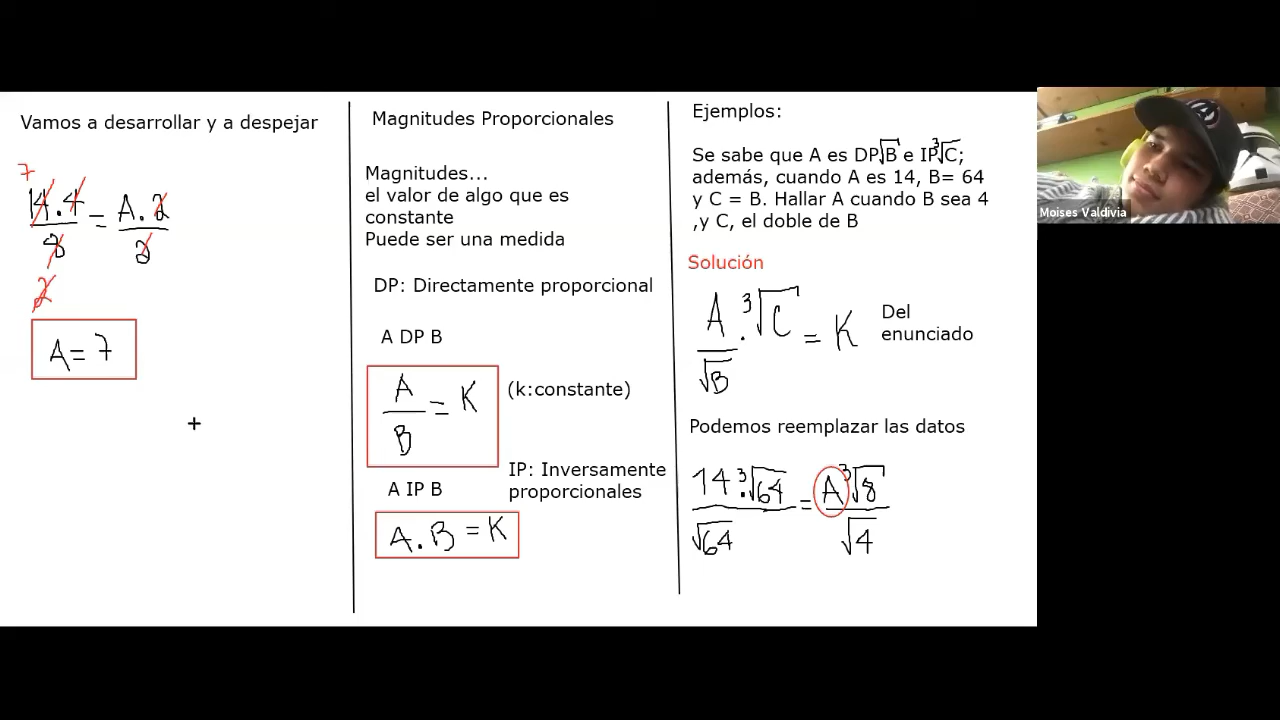 Vamos a desarrollar y a despejar
7
14.4/8 = A.2/2
2
A = 7
+
Magnitudes Proporcionales
Magnitudes...
el valor de algo que es
constante
Puede ser una medida
DP: Directamente proporcional
A DP B
A/B = K (k:constante)
IP: Inversamente
proporcionales
A IP B
A.B = K
Ejemplos:
Se sabe que A es DP√B e IP∛C;
además, cuando A es 14, B= 64
y C = B. Hallar A cuando B sea 4
,y C, el doble de B
Solución
A/√B . ∛C = K
Del
enunciado
Podemos reemplazar las datos
14.∛64/√64 = A∛8/√4
Moises Valdivia